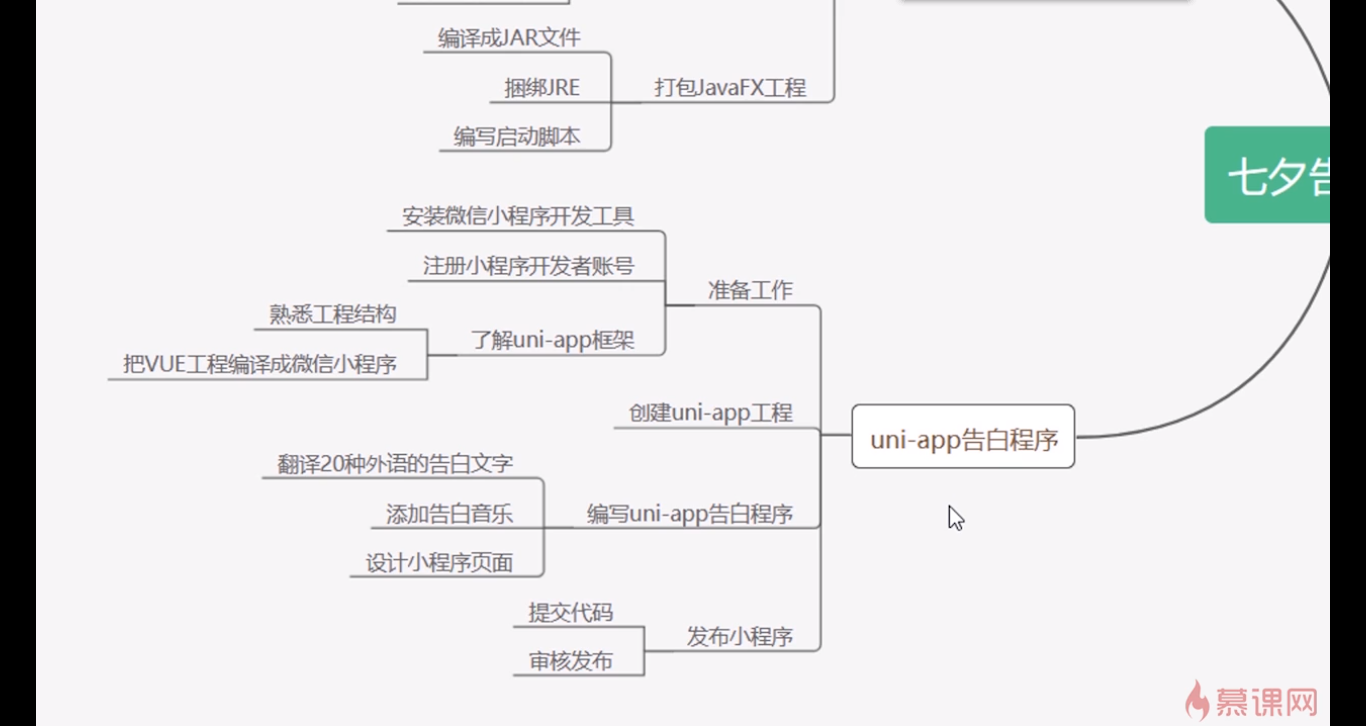 编译成JAR文件
捆绑JRE
打包JavaFX工程
编写启动脚本
七夕告
安装微信小程序开发工具
注册小程序开发者账号
准备工作
熟悉工程结构
了解uni-app框架
把VUE工程编译成微信小程序
创建uni-app工程
uni-app告白程序
翻译20种外语的告白文字
添加告白音乐
编写uni-app告白程序
设计小程序页面
提交代码
发布小程序
审核发布
慕课网